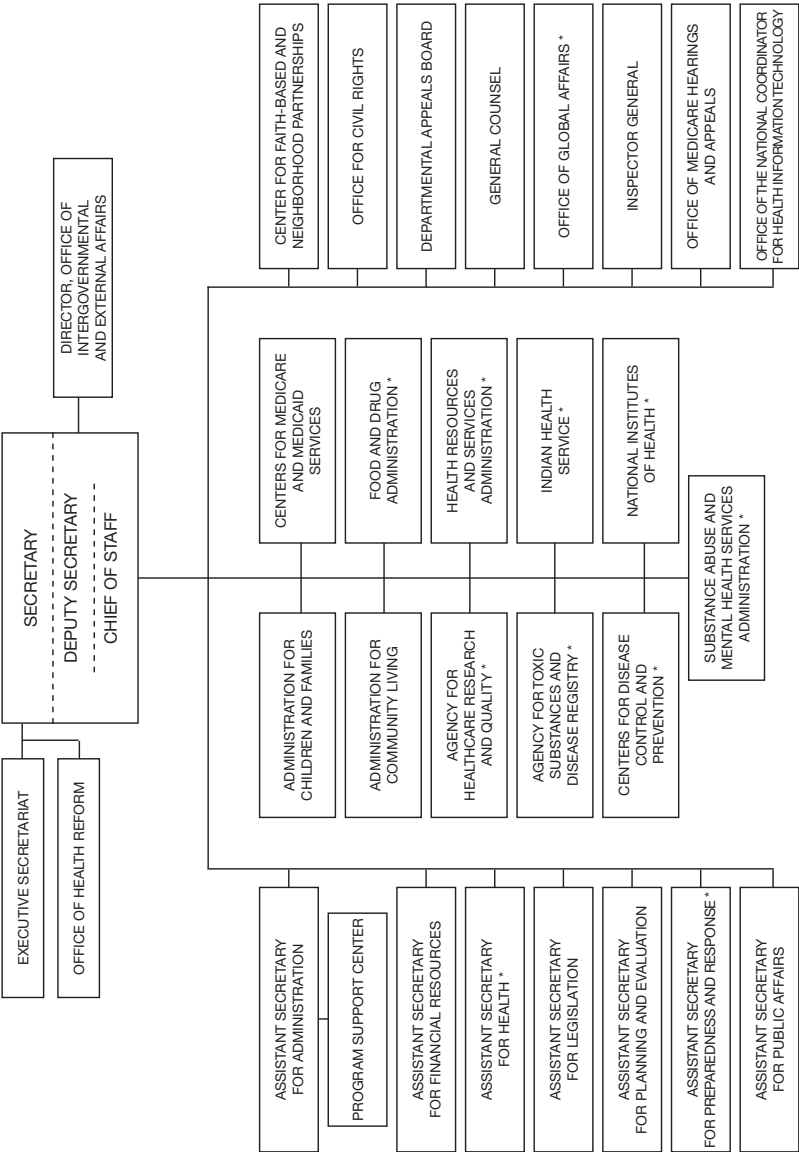 EXECUTIVE SECRETARIAT
OFFICE OF HEALTH REFORM
SECRETARY
DEPUTY SECRETARY
CHIEF OF STAFF
DIRECTOR, OFFICE OF
INTERGOVERNMENTAL
AND EXTERNAL AFFAIRS
ASSISTANT SECRETARY
FOR ADMINISTRATION
PROGRAM SUPPORT CENTER
ASSISTANT SECRETARY
FOR FINANCIAL RESOURCES
ASSISTANT SECRETARY
FOR HEALTH *
ASSISTANT SECRETARY
FOR LEGISLATION
ASSISTANT SECRETARY
FOR PLANNING AND EVALUATION
ASSISTANT SECRETARY
FOR PREPAREDNESS AND RESPONSE *
ASSISTANT SECRETARY
FOR PUBLIC AFFAIRS
ADMINISTRATION FOR
CHILDREN AND FAMILIES
ADMINISTRATION FOR
COMMUNITY LIVING
AGENCY FOR
HEALTHCARE RESEARCH
AND QUALITY *
AGENCY FOR TOXIC
SUBSTANCES AND
DISEASE REGISTRY *
CENTERS FOR DISEASE
CONTROL AND
PREVENTION *
CENTERS FOR MEDICARE
AND MEDICAID
SERVICES
FOOD AND DRUG
ADMINISTRATION *
HEALTH RESOURCES
AND SERVICES
ADMINISTRATION *
INDIAN HEALTH
SERVICE *
NATIONAL INSTITUTES
OF HEALTH *
SUBSTANCE ABUSE AND
MENTAL HEALTH SERVICES
ADMINISTRATION *
CENTER FOR FAITH-BASED AND
NEIGHBORHOOD PARTNERSHIPS
OFFICE FOR CIVIL RIGHTS
DEPARTMENTAL APPEALS BOARD
GENERAL COUNSEL
OFFICE OF GLOBAL AFFAIRS *
INSPECTOR GENERAL
OFFICE OF MEDICARE HEARINGS
AND APPEALS
OFFICE OF THE NATIONAL COORDINATOR
FOR HEALTH INFORMATION TECHNOLOGY